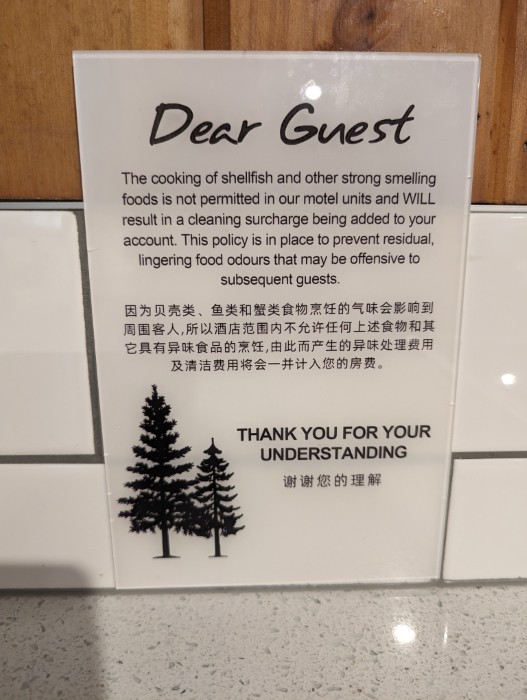 Dear Guest
The cooking of shellfish and other strong smelling
foods is not permitted in our motel units and WILL
result in a cleaning surcharge being added to your
account. This policy is in place to prevent residual,
lingering food odours that may be offensive to
subsequent guests.
因为贝壳类、鱼类和蟹类食物烹饪的气味会影响到
周围客人,所以酒店范围内不允许任何上述食物和其
它具有异味食品的烹饪,由此而产生的异味处理费用
及清洁费用将会一并计入您的房费。
THANK YOU FOR YOUR
UNDERSTANDING
谢谢您的理解